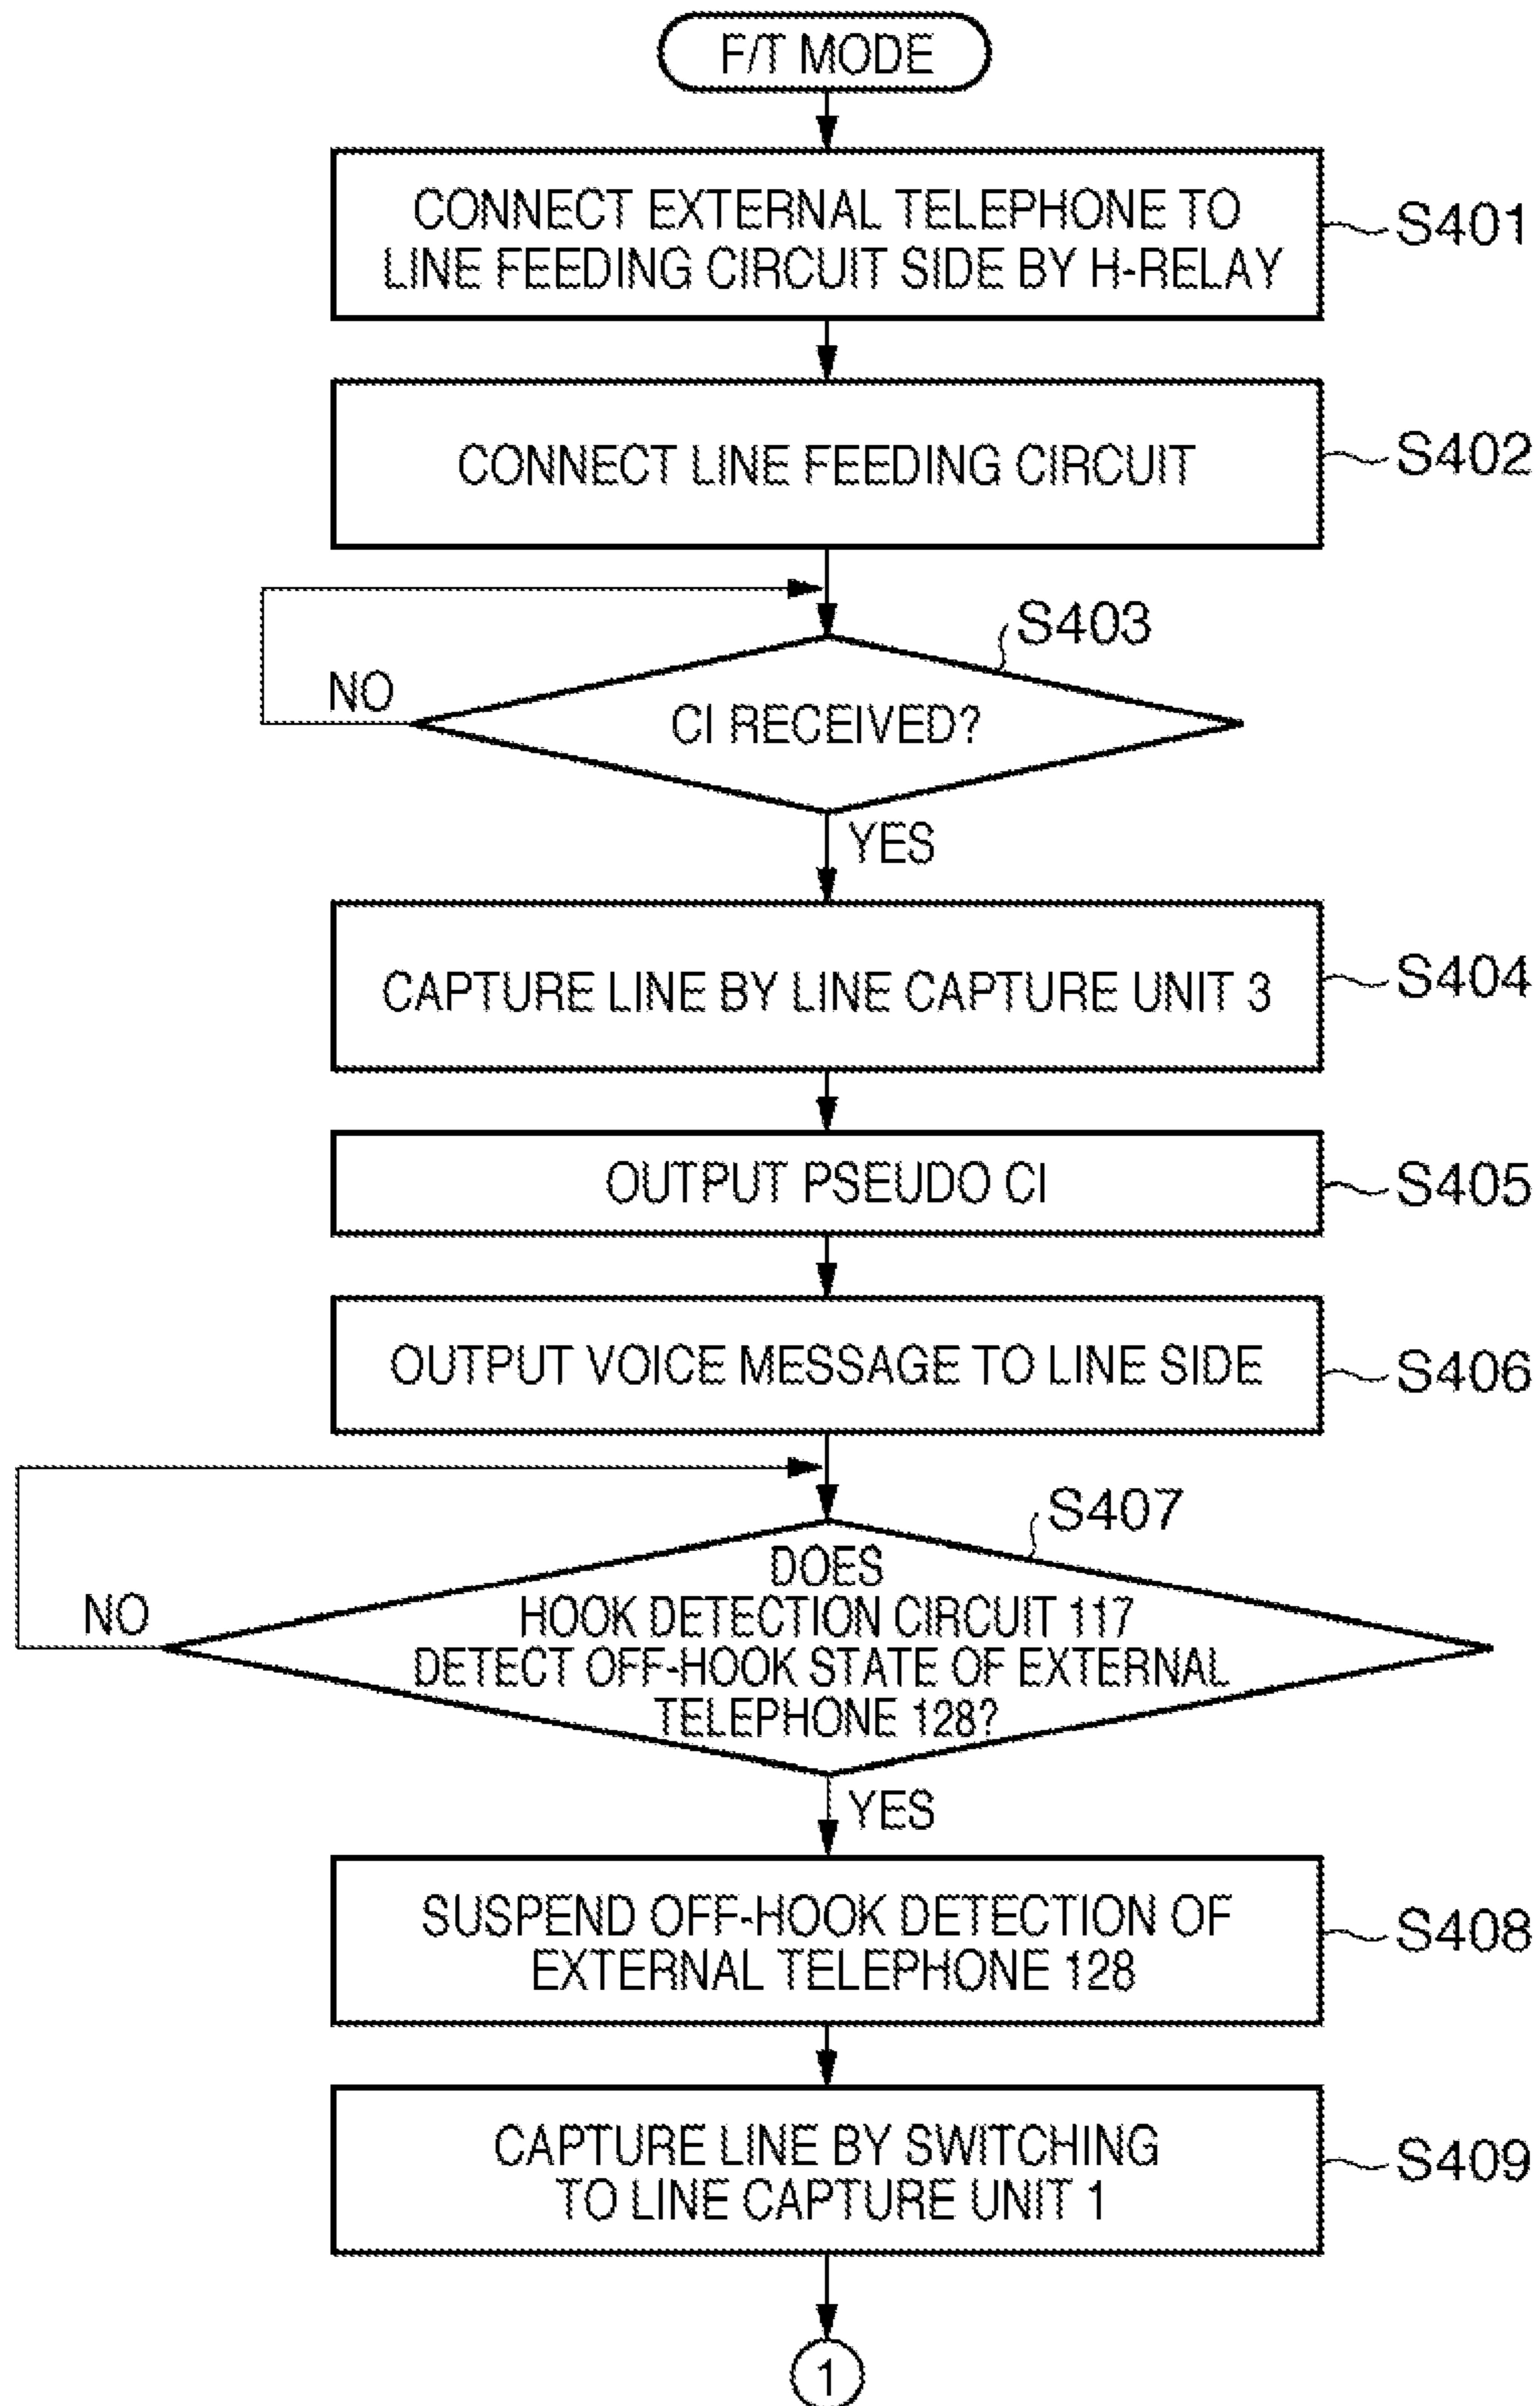 F/T MODE
CONNECT EXTERNAL TELEPHONE TO
LINE FEEDING CIRCUIT SIDE BY H-RELAY
S401
CONNECT LINE FEEDING CIRCUIT
S402
S403
NO
CI RECEIVED?
YES
CAPTURE LINE BY LINE CAPTURE UNIT 3
S404
OUTPUT PSEUDO CI
S405
OUTPUT VOICE MESSAGE TO LINE SIDE
S406
S407
NO
DOES
HOOK DETECTION CIRCUIT 117
DETECT OFF-HOOK STATE OF EXTERNAL
TELEPHONE 128?
YES
SUSPEND OFF-HOOK DETECTION OF
EXTERNAL TELEPHONE 128
S408
CAPTURE LINE BY SWITCHING
TO LINE CAPTURE UNIT 1
S409
1